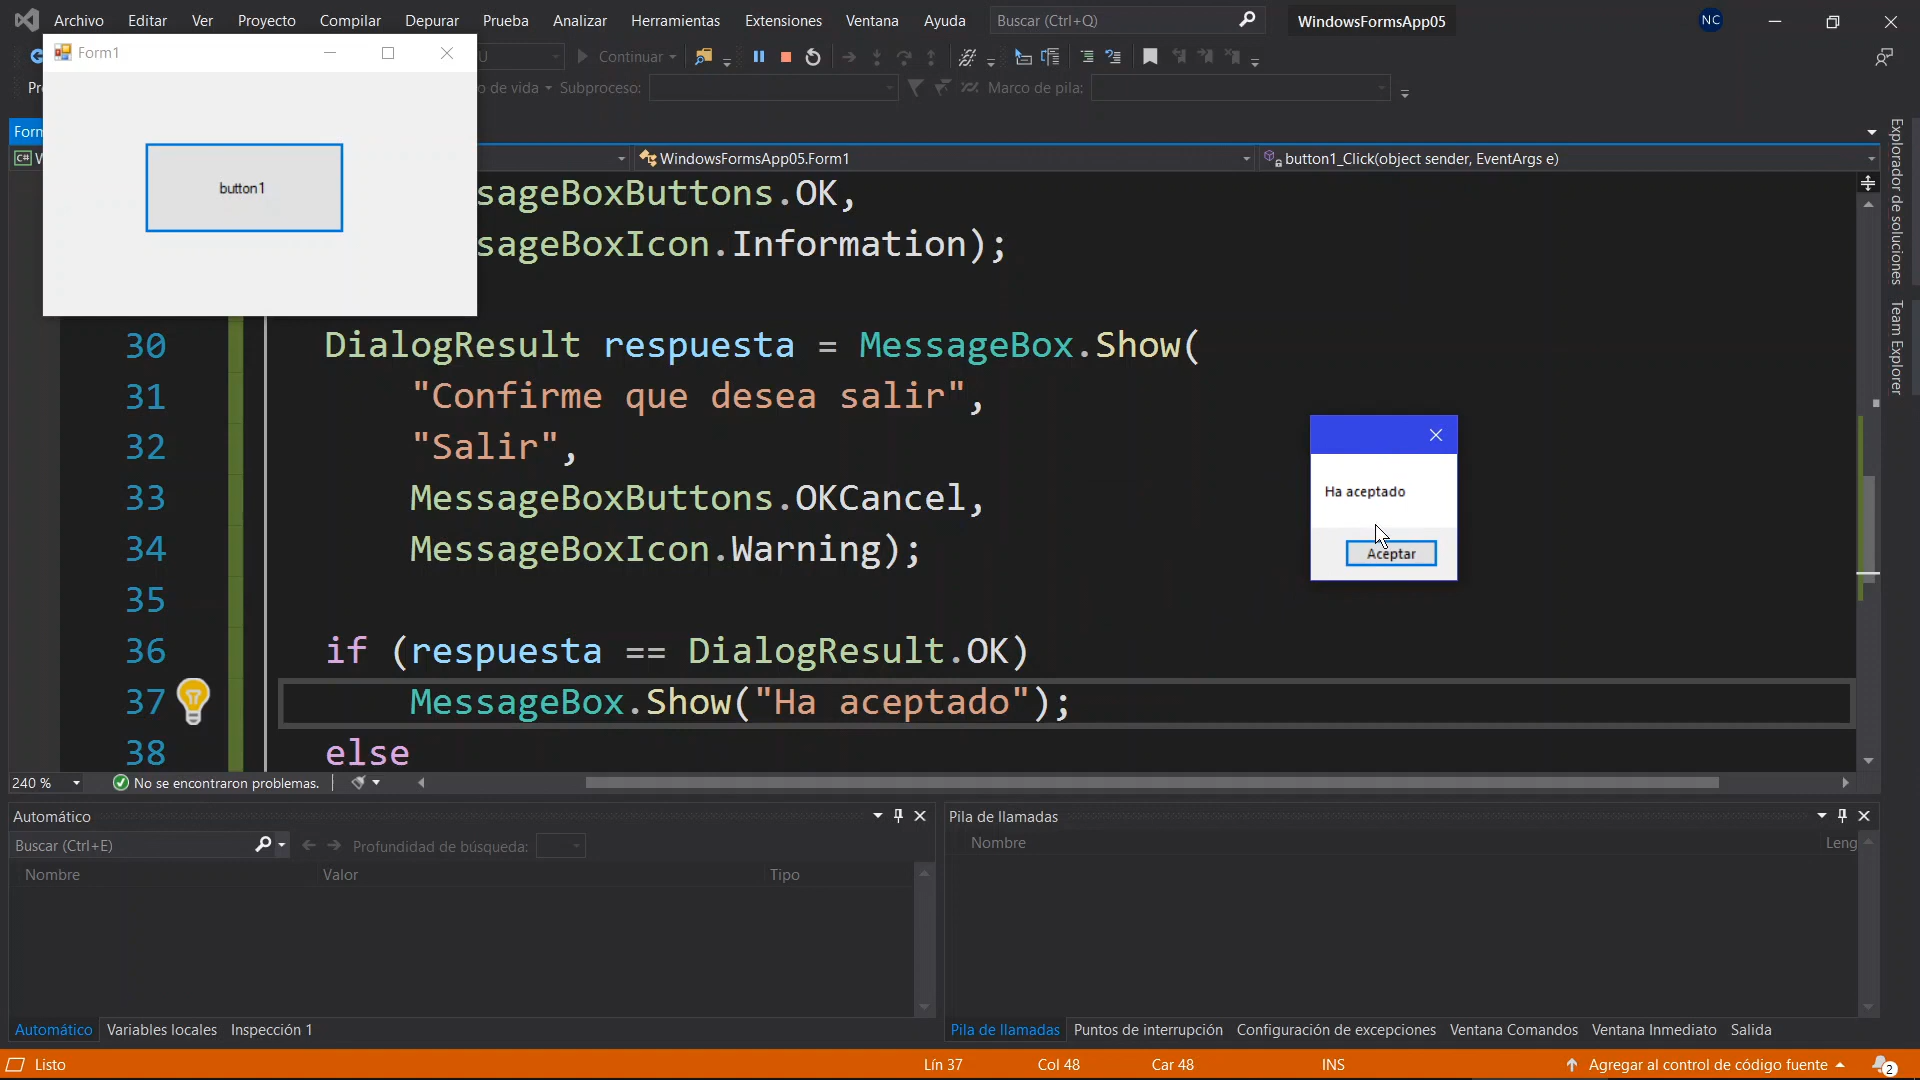 Archivo Editar Ver Proyecto Compilar Depurar Prueba Analizar Herramientas Extensiones Ventana Ayuda Buscar (Ctrl+Q) WindowsFormsApp05 NC
Form1
Continuar
de vida Subproceso: Marco de pila:
button1
Form
C# W
WindowsFormsApp05.Form1
button1_Click(object sender, EventArgs e)
Explorador de soluciones
Team Explorer
sageBoxButtons.OK,
sageBoxIcon.Information);
30 DialogResult respuesta = MessageBox.Show(
31 "Confirme que desea salir",
32 "Salir",
33 MessageBoxButtons.OKCancel,
34 MessageBoxIcon.Warning);
35
36 if (respuesta == DialogResult.OK)
37 MessageBox.Show("Ha aceptado");
38 else
Ha aceptado
Aceptar
240 % No se encontraron problemas.
Automático
Buscar (Ctrl+E) Profundidad de búsqueda:
Nombre Valor Tipo
Automático Variables locales Inspección 1
Pila de llamadas
Nombre Leng
Pila de llamadas Puntos de interrupción Configuración de excepciones Ventana Comandos Ventana Inmediato Salida
Listo Lín 37 Col 48 Car 48 INS Agregar al control de código fuente 2